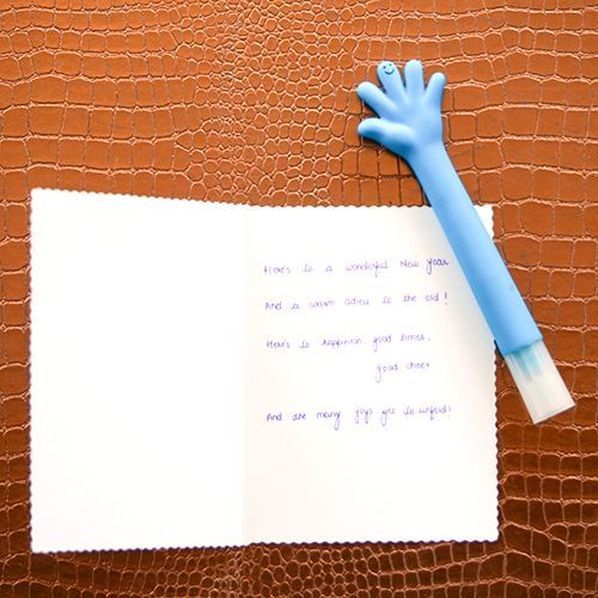 Here's to a wonderful New year
And a warm adieu to the old!
Here's to happiness, good times,
good cheer
And the many joys yet to unfold!